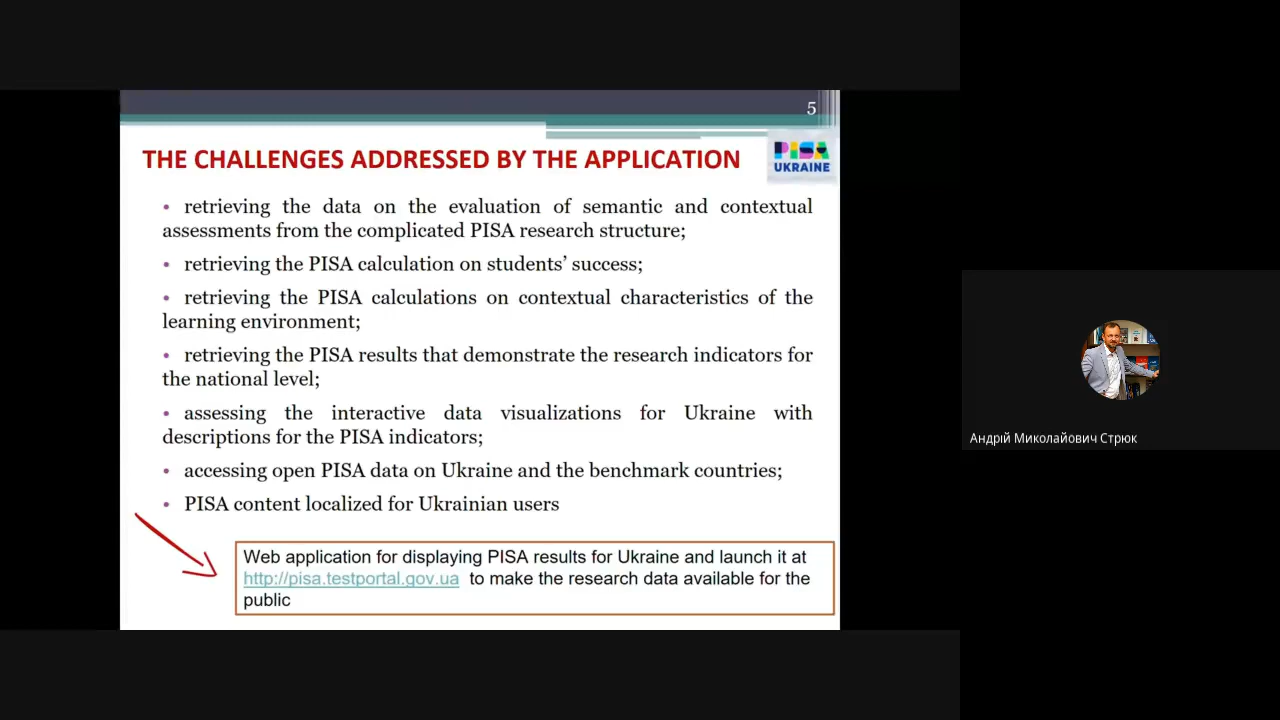 5
THE CHALLENGES ADDRESSED BY THE APPLICATION
PISA
UKRAINE
• retrieving the data on the evaluation of semantic and contextual
assessments from the complicated PISA research structure;
• retrieving the PISA calculation on students’ success;
• retrieving the PISA calculations on contextual characteristics of the
learning environment;
• retrieving the PISA results that demonstrate the research indicators for
the national level;
• assessing the interactive data visualizations for Ukraine with
descriptions for the PISA indicators;
• accessing open PISA data on Ukraine and the benchmark countries;
• PISA content localized for Ukrainian users
Web application for displaying PISA results for Ukraine and launch it at
http://pisa.testportal.gov.ua to make the research data available for the
public
Андрій Миколайович Стрюк